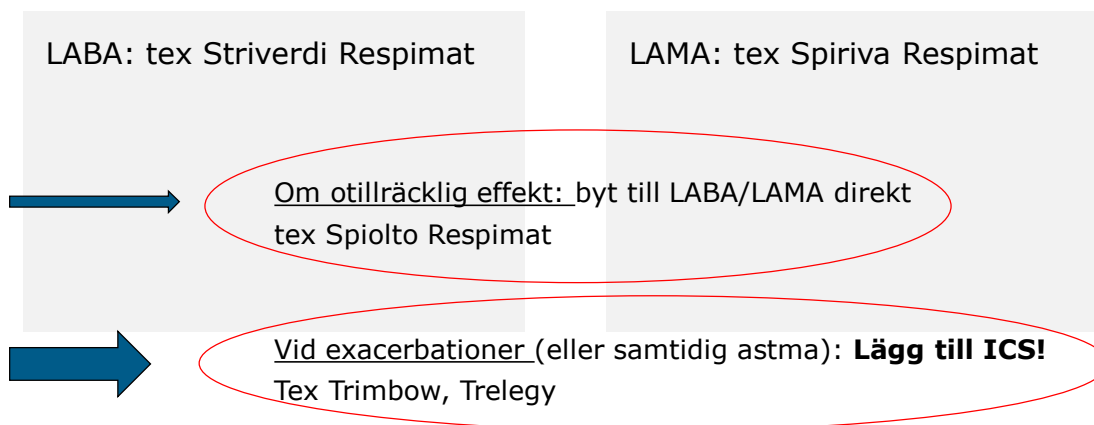 LABA: tex Striverdi Respimat
LAMA: tex Spiriva Respimat
Om otillräcklig effekt: byt till LABA/LAMA direkt
tex Spiolto Respimat
Vid exacerbationer (eller samtidig astma): Lägg till ICS!
Tex Trimbow, Trelegy